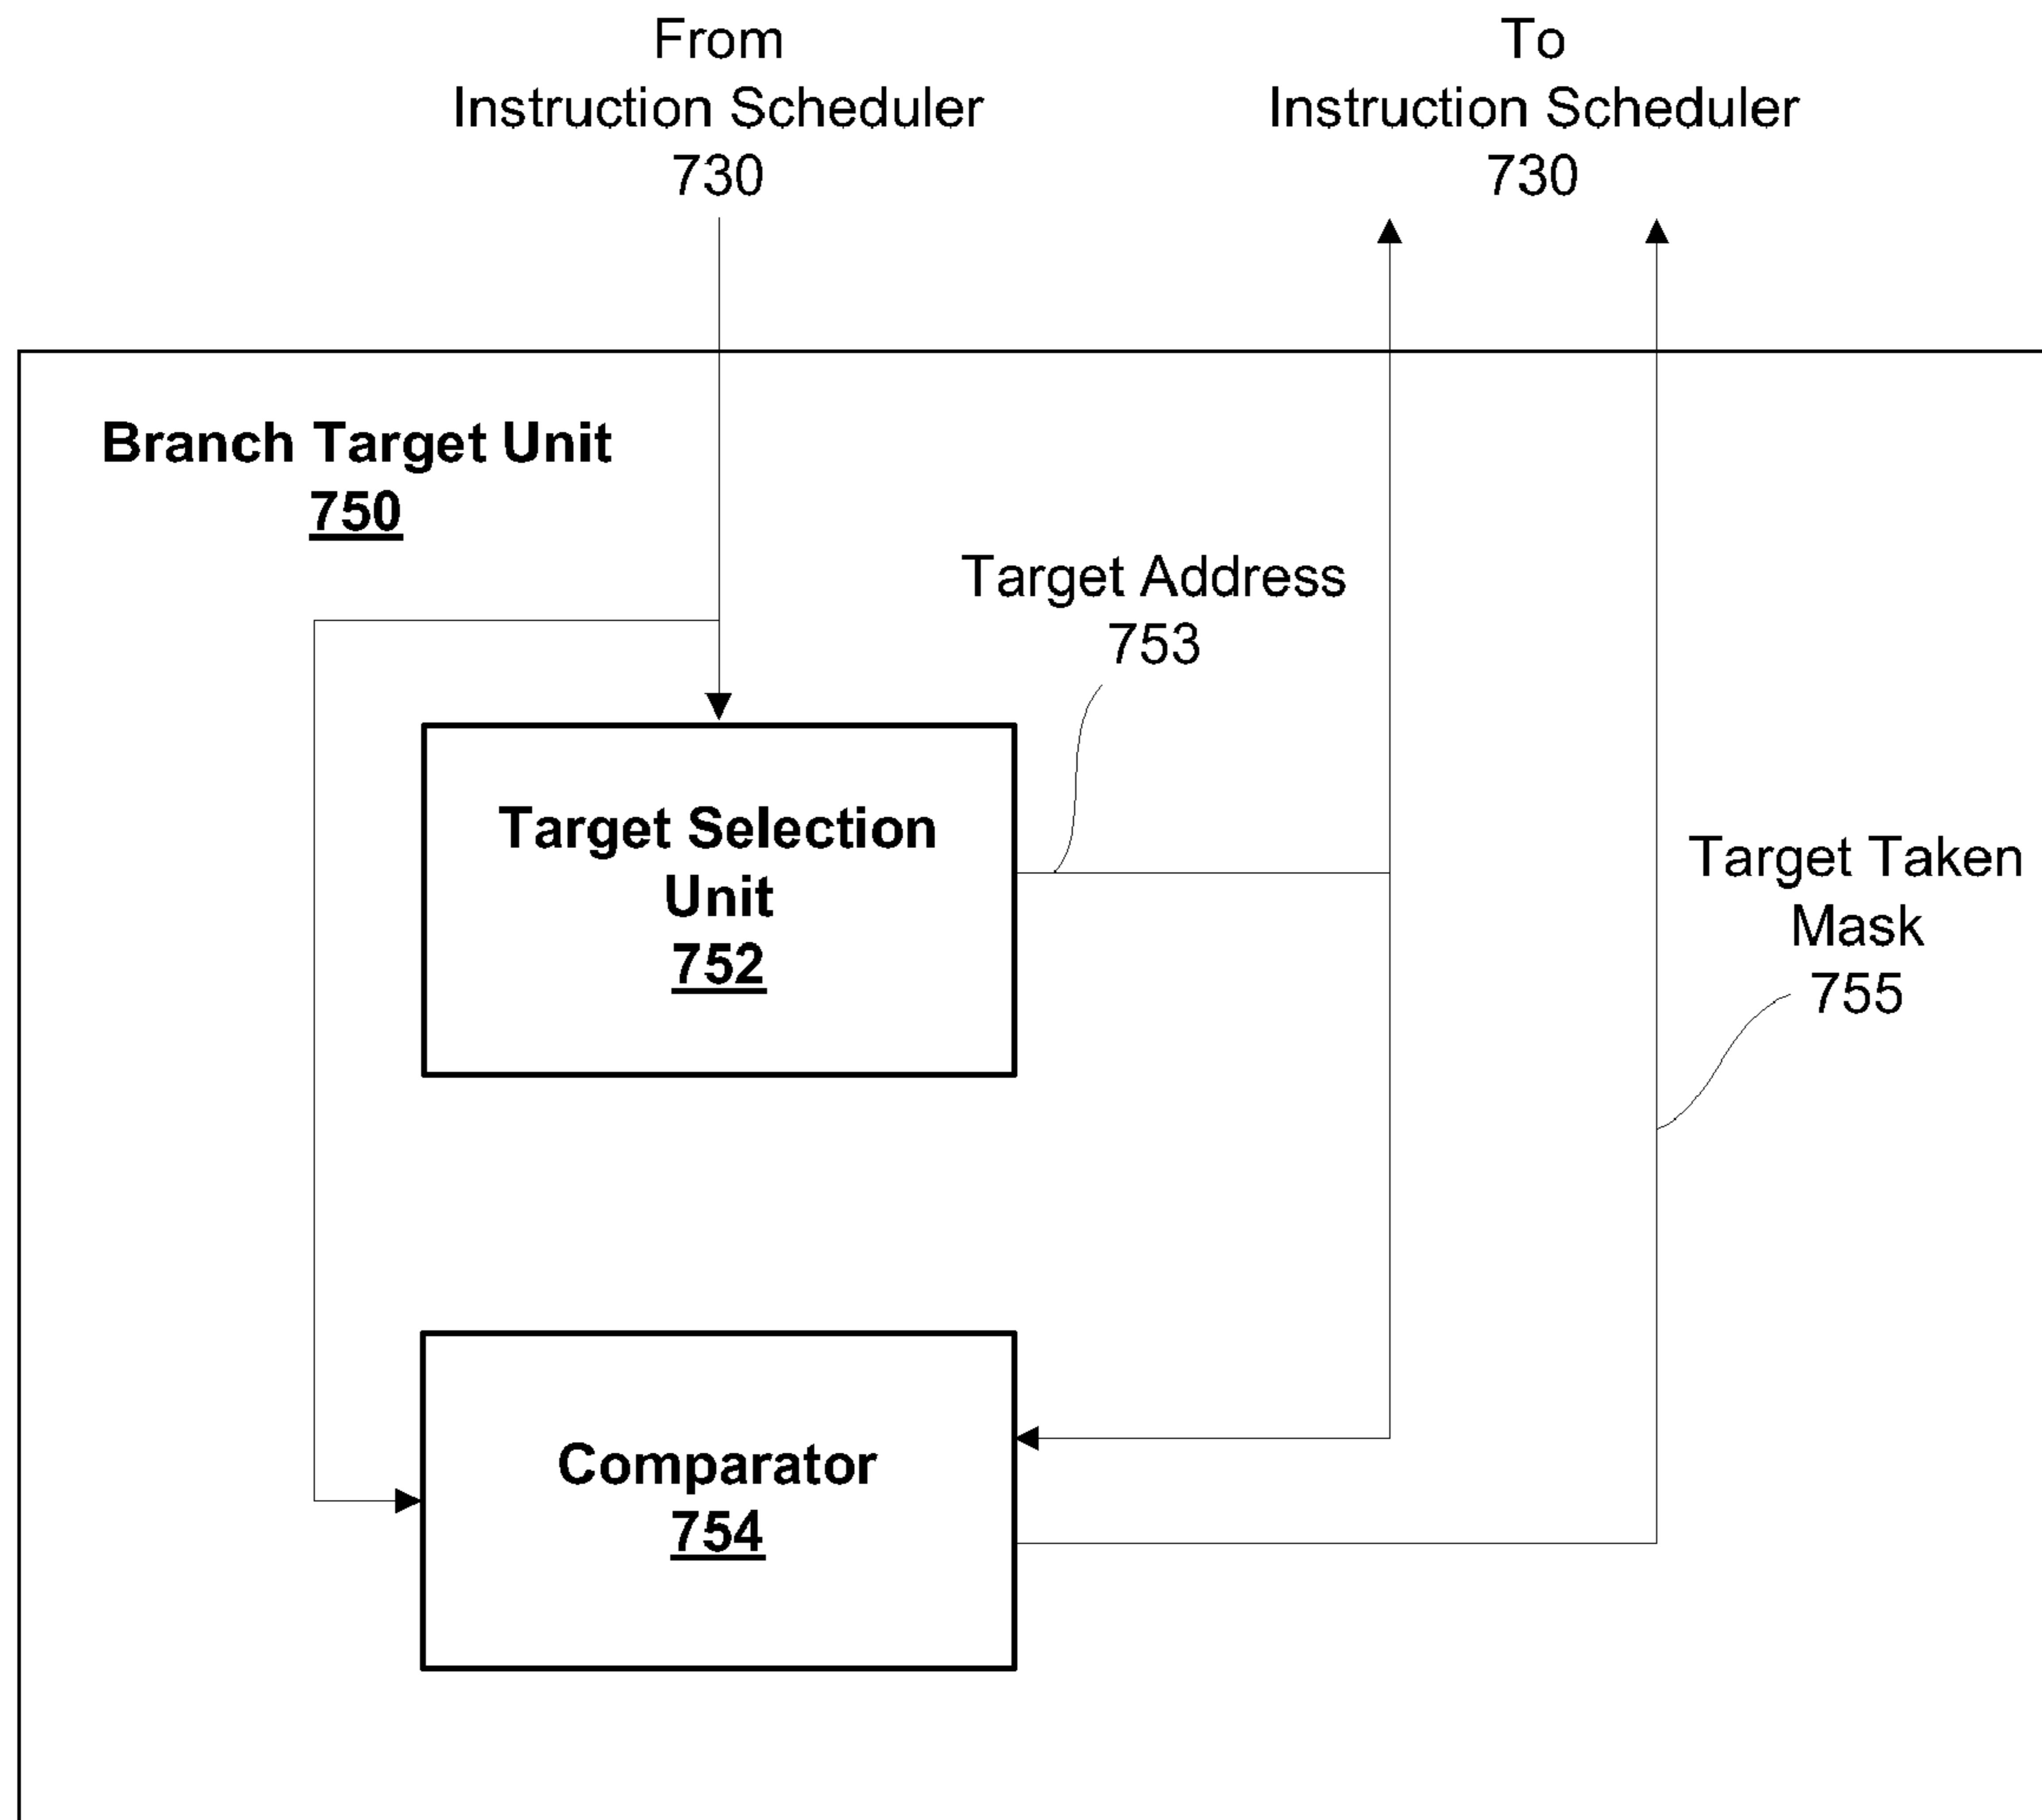 From
Instruction Scheduler
730
To
Instruction Scheduler
730
Branch Target Unit
750
Target Address
753
Target Selection
Unit
752
Target Taken
Mask
755
Comparator
754